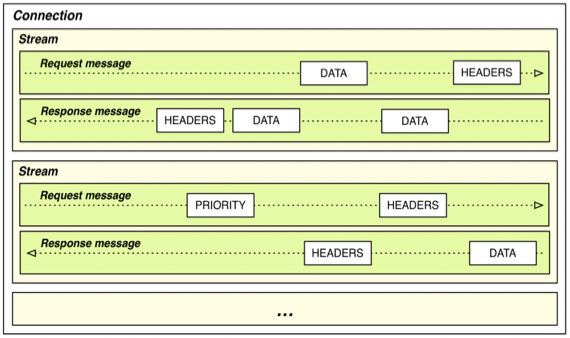 Connection
Stream
Request message
DATA HEADERS
Response message
HEADERS DATA DATA
Stream
Request message
PRIORITY HEADERS
Response message
HEADERS DATA
...